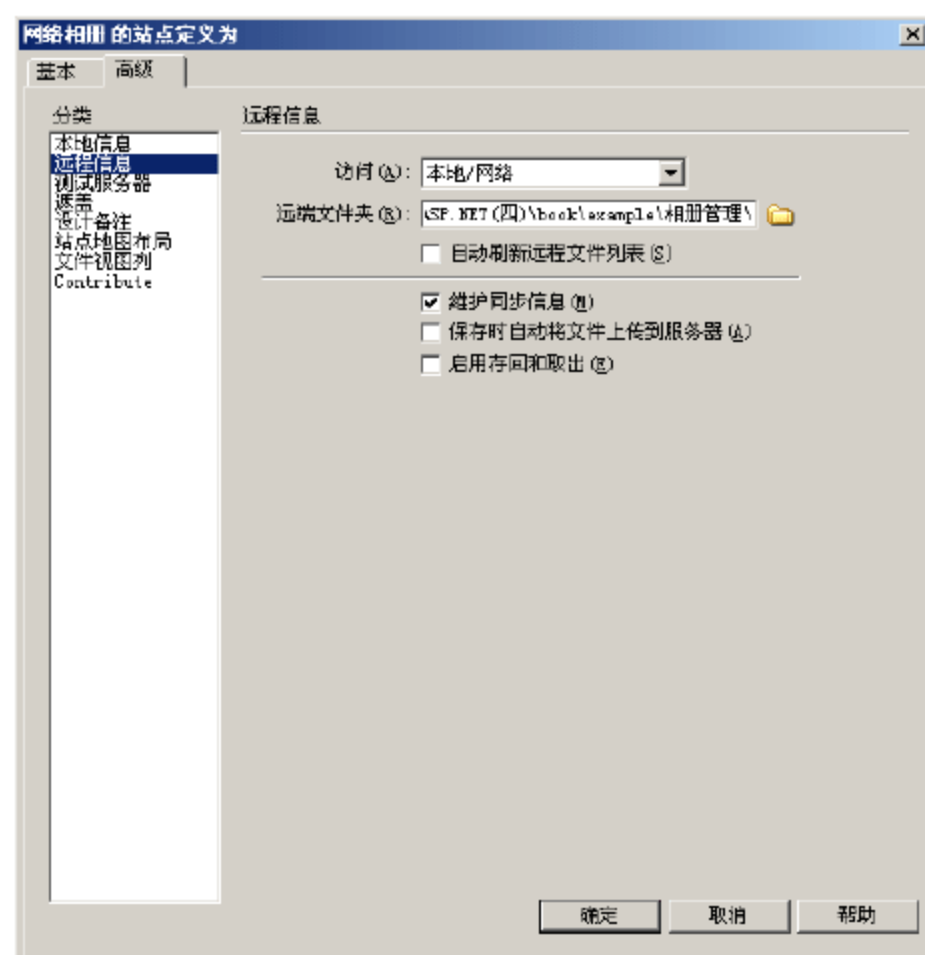 网络相册 的站点定义为
基本 高级
分类
本地信息
远程信息
测试服务器
遮盖
设计备注
站点地图布局
文件视图列
Contribute
远程信息
访问(A): 本地/网络
远端文件夹(R): SP.NET(四)\book\example\相册管理\
自动刷新远程文件列表(S)
维护同步信息(M)
保存时自动将文件上传到服务器(A)
启用存回和取出(E)
确定 取消 帮助